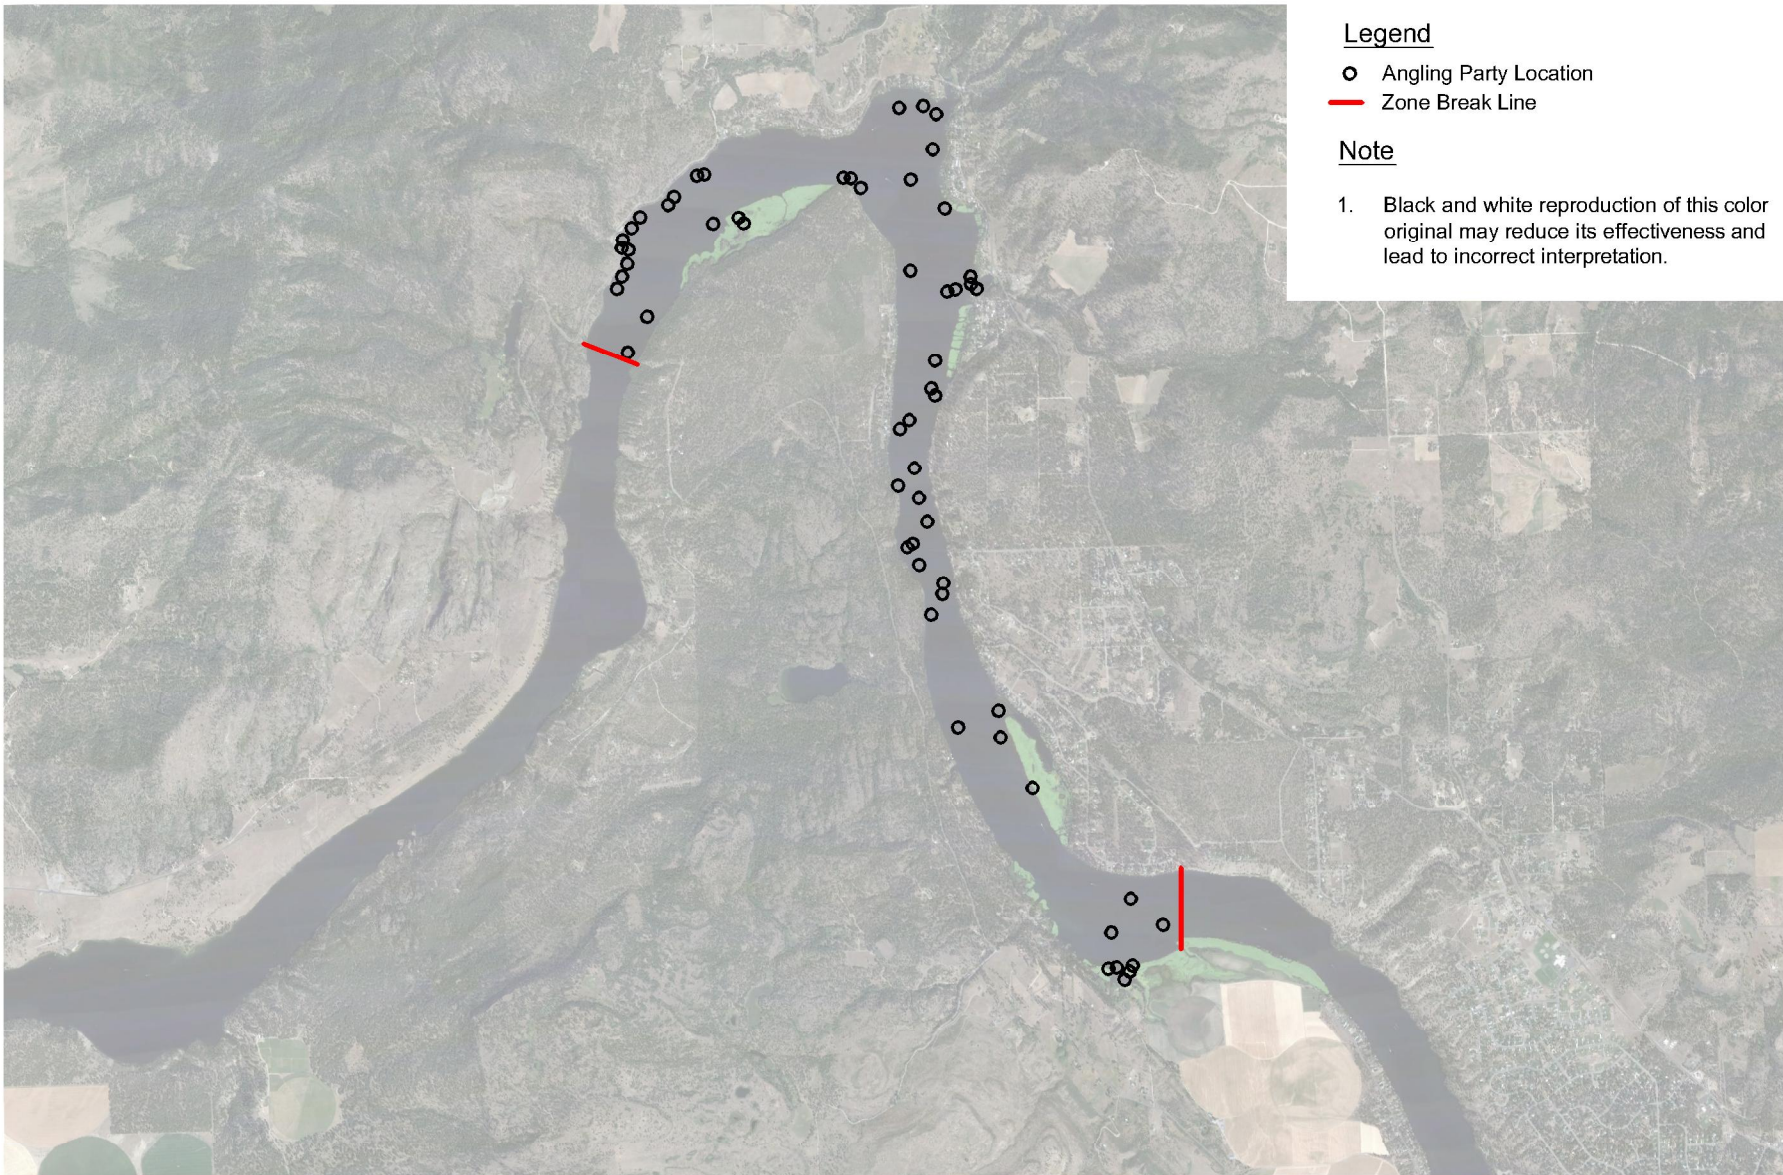 Legend
Angling Party Location
Zone Break Line
Note
1. Black and white reproduction of this color
original may reduce its effectiveness and
lead to incorrect interpretation.